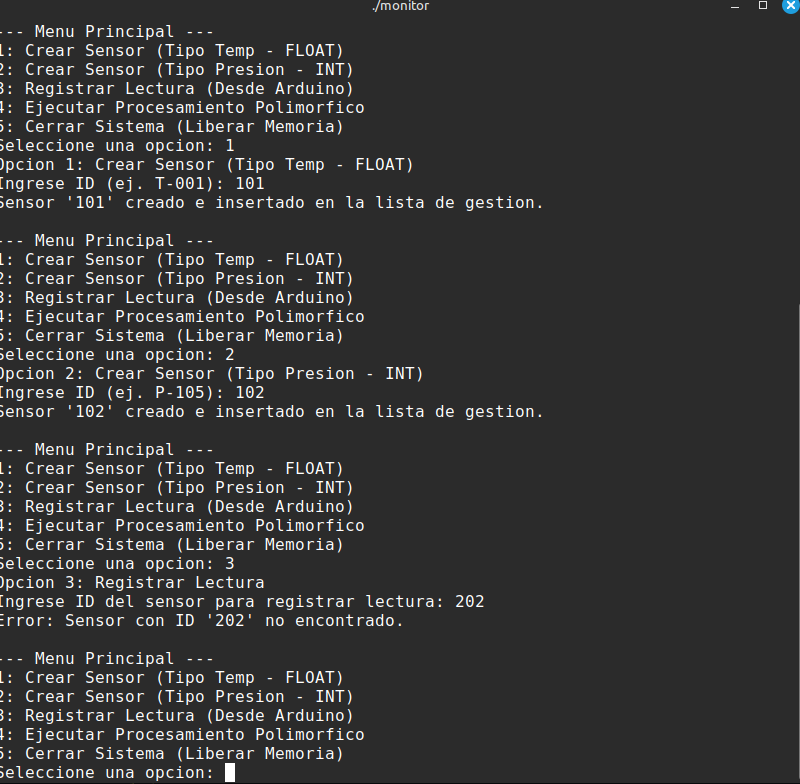 ./monitor
--- Menu Principal ---
1: Crear Sensor (Tipo Temp - FLOAT)
2: Crear Sensor (Tipo Presion - INT)
3: Registrar Lectura (Desde Arduino)
4: Ejecutar Procesamiento Polimorfico
5: Cerrar Sistema (Liberar Memoria)
Seleccione una opcion: 1
Opcion 1: Crear Sensor (Tipo Temp - FLOAT)
Ingrese ID (ej. T-001): 101
Sensor '101' creado e insertado en la lista de gestion.
--- Menu Principal ---
1: Crear Sensor (Tipo Temp - FLOAT)
2: Crear Sensor (Tipo Presion - INT)
3: Registrar Lectura (Desde Arduino)
4: Ejecutar Procesamiento Polimorfico
5: Cerrar Sistema (Liberar Memoria)
Seleccione una opcion: 2
Opcion 2: Crear Sensor (Tipo Presion - INT)
Ingrese ID (ej. P-105): 102
Sensor '102' creado e insertado en la lista de gestion.
--- Menu Principal ---
1: Crear Sensor (Tipo Temp - FLOAT)
2: Crear Sensor (Tipo Presion - INT)
3: Registrar Lectura (Desde Arduino)
4: Ejecutar Procesamiento Polimorfico
5: Cerrar Sistema (Liberar Memoria)
Seleccione una opcion: 3
Opcion 3: Registrar Lectura
Ingrese ID del sensor para registrar lectura: 202
Error: Sensor con ID '202' no encontrado.
--- Menu Principal ---
1: Crear Sensor (Tipo Temp - FLOAT)
2: Crear Sensor (Tipo Presion - INT)
3: Registrar Lectura (Desde Arduino)
4: Ejecutar Procesamiento Polimorfico
5: Cerrar Sistema (Liberar Memoria)
Seleccione una opcion: